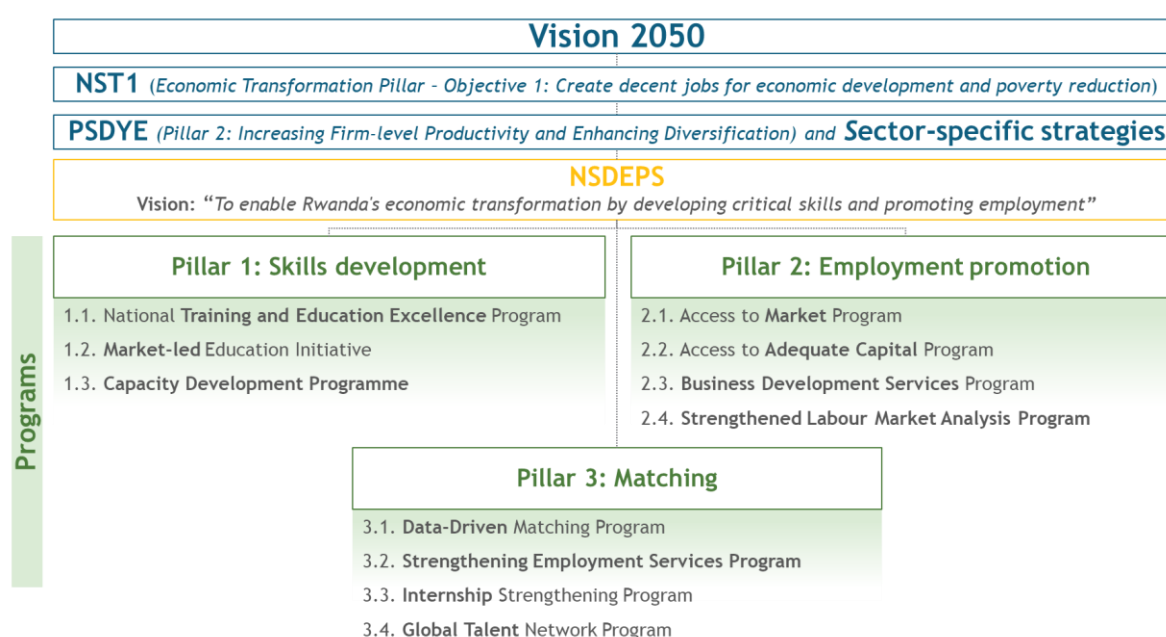 Vision 2050
NST1 (Economic Transformation Pillar – Objective 1: Create decent jobs for economic development and poverty reduction)
PSDYE (Pillar 2: Increasing Firm-level Productivity and Enhancing Diversification) and Sector-specific strategies
NSDEPS
Vision: “To enable Rwanda's economic transformation by developing critical skills and promoting employment”
Programs
Pillar 1: Skills development
1.1. National Training and Education Excellence Program
1.2. Market-led Education Initiative
1.3. Capacity Development Programme
Pillar 2: Employment promotion
2.1. Access to Market Program
2.2. Access to Adequate Capital Program
2.3. Business Development Services Program
2.4. Strengthened Labour Market Analysis Program
Pillar 3: Matching
3.1. Data-Driven Matching Program
3.2. Strengthening Employment Services Program
3.3. Internship Strengthening Program
3.4. Global Talent Network Program